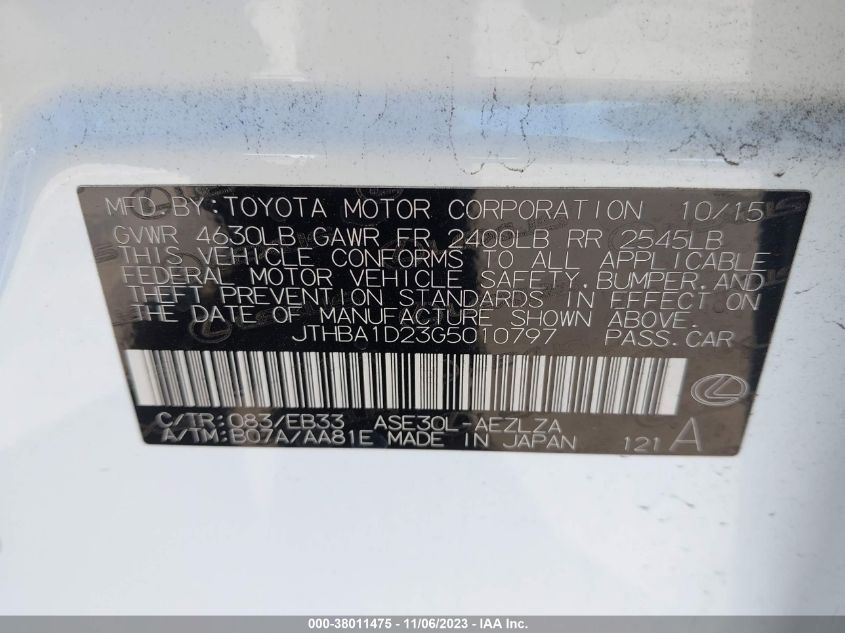 MFD.BY:TOYOTA MOTOR CORPORATION 10/15
GVWR 4630LB GAWR FR 2400LB RR 2545LB
THIS VEHICLE CONFORMS TO ALL APPLICABLE
FEDERAL MOTOR VEHICLE SAFETY,BUMPER,AND
THEFT PREVENTION STANDARDS IN EFFECT ON
THE DATE OF MANUFACTURE SHOWN ABOVE.
JTHBA1D23G5010797 PASS.CAR
C/TR:083/EB33 ASE30L-AEZLZA
A/TM:B07A/AA81E MADE IN JAPAN 121 A
000-38011475 - 11/06/2023 - IAA Inc.